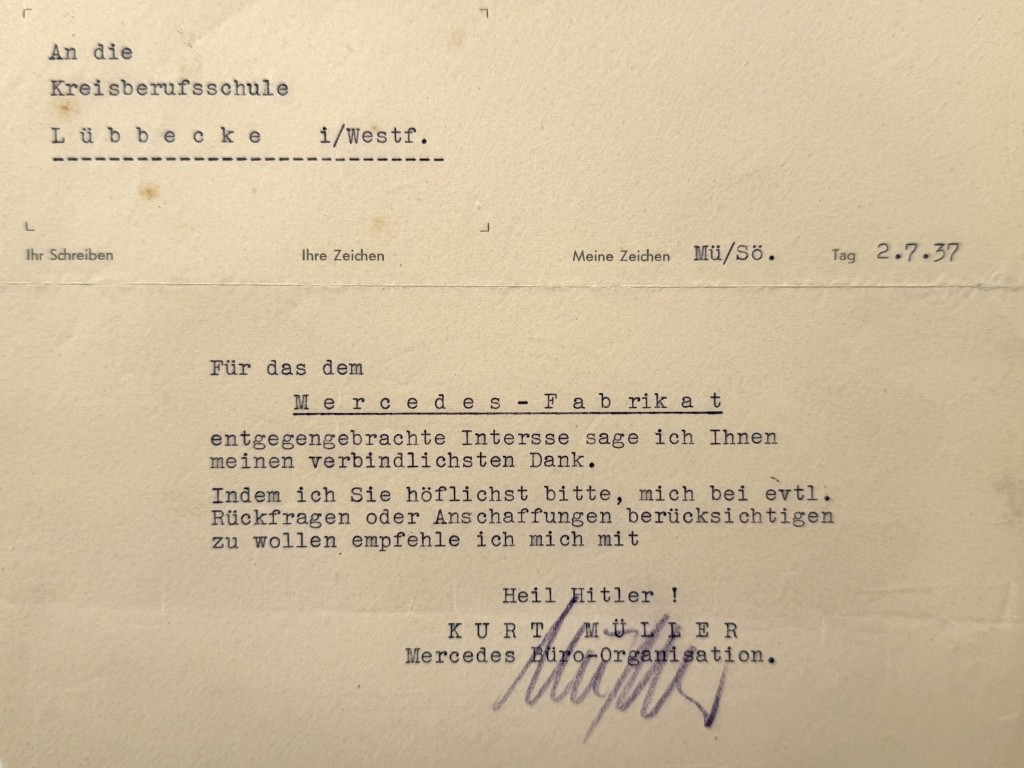 An die
Kreisberufsschule
L ü b b e c k e   i/Westf.
Ihr Schreiben   Ihre Zeichen   Meine Zeichen   Mü/Sö.   Tag   2.7.37
Für das dem
M e r c e d e s - F a b rik a t
entgegengebrachte Intersse sage ich Ihnen
meinen verbindlichsten Dank.
Indem ich Sie höflichst bitte, mich bei evtl.
Rückfragen oder Anschaffungen berücksichtigen
zu wollen empfehle ich mich mit
Heil Hitler !
K U R T   M Ü L L E R
Mercedes Büro-Organisation.
Müller